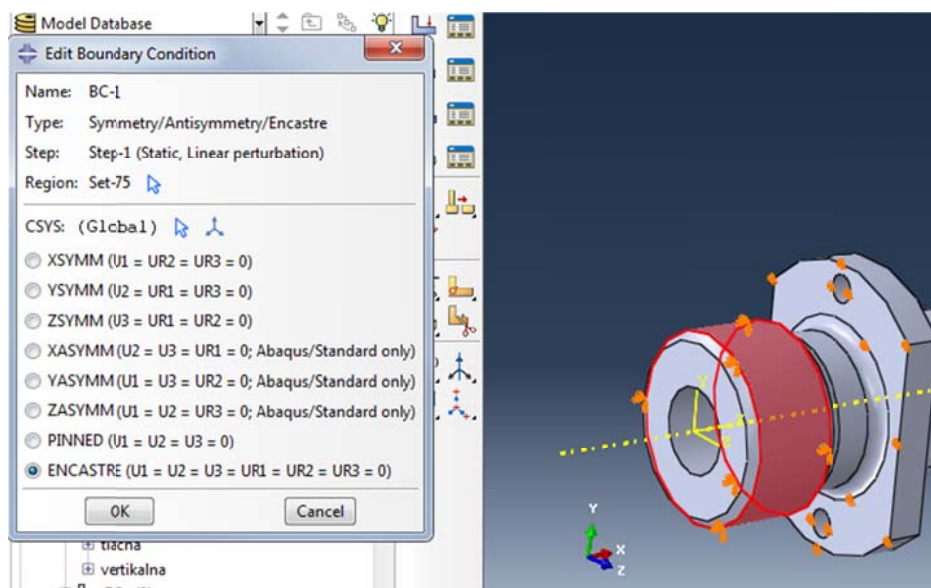 Model Database
Edit Boundary Condition
Name: BC-1
Type: Symmetry/Antisymmetry/Encastre
Step: Step-1 (Static, Linear perturbation)
Region: Set-75
CSYS: (Global)
XSYMM (U1 = UR2 = UR3 = 0)
YSYMM (U2 = UR1 = UR3 = 0)
ZSYMM (U3 = UR1 = UR2 = 0)
XASYMM (U2 = U3 = UR1 = 0; Abaqus/Standard only)
YASYMM (U1 = U3 = UR2 = 0; Abaqus/Standard only)
ZASYMM (U1 = U2 = UR3 = 0; Abaqus/Standard only)
PINNED (U1 = U2 = U3 = 0)
ENCASTRE (U1 = U2 = U3 = UR1 = UR2 = UR3 = 0)
OK Cancel
tlačna
vertikalna
Y
X
Z